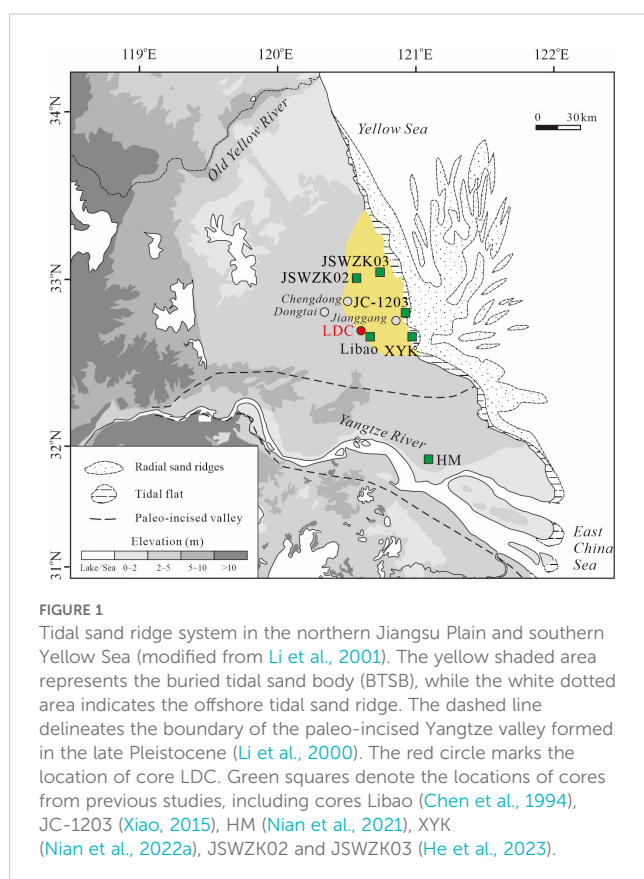 119°E 120°E 121°E 122°E
34°N
33°N
32°N
31°N
Old Yellow River
Yellow Sea
0 30 km
JSWZK03
JSWZK02
Chengdong
JC-1203
Dongtai
Jianggang
LDC
Libao
XYK
Yangtze River
HM
East
China
Sea
Radial sand ridges
Tidal flat
Paleo-incised valley
Elevation (m)
Lake/Sea 0–2 2–5 5–10 >10
FIGURE 1
Tidal sand ridge system in the northern Jiangsu Plain and southern
Yellow Sea (modified from Li et al., 2001). The yellow shaded area
represents the buried tidal sand body (BTSB), while the white dotted
area indicates the offshore tidal sand ridge. The dashed line
delineates the boundary of the paleo-incised Yangtze valley formed
in the late Pleistocene (Li et al., 2000). The red circle marks the
location of core LDC. Green squares denote the locations of cores
from previous studies, including cores Libao (Chen et al., 1994),
JC-1203 (Xiao, 2015), HM (Nian et al., 2021), XYK
(Nian et al., 2022a), JSWZK02 and JSWZK03 (He et al., 2023).